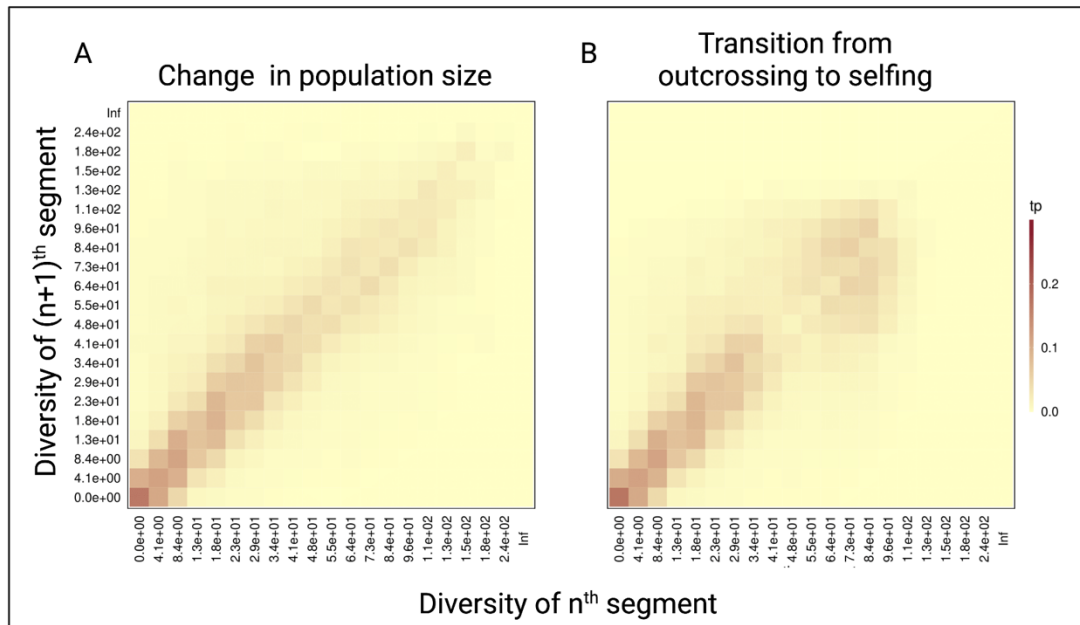 A
Change in population size
B
Transition from
outcrossing to selfing
Diversity of (n+1)th segment
Inf
2.4e+02
1.8e+02
1.5e+02
1.3e+02
1.1e+02
9.6e+01
8.4e+01
7.3e+01
6.4e+01
5.5e+01
4.8e+01
4.1e+01
3.4e+01
2.9e+01
2.3e+01
1.8e+01
1.3e+01
8.4e+00
4.1e+00
0.0e+00
0.0e+00
4.1e+00
8.4e+00
1.3e+01
1.8e+01
2.3e+01
2.9e+01
3.4e+01
4.1e+01
4.8e+01
5.5e+01
6.4e+01
7.3e+01
8.4e+01
9.6e+01
1.1e+02
1.3e+02
1.5e+02
1.8e+02
2.4e+02
Inf
0.0e+00
4.1e+00
8.4e+00
1.3e+01
1.8e+01
2.3e+01
2.9e+01
3.4e+01
4.1e+01
4.8e+01
5.5e+01
6.4e+01
7.3e+01
8.4e+01
9.6e+01
1.1e+02
1.3e+02
1.5e+02
1.8e+02
2.4e+02
Inf
tp
0.2
0.1
0.0
Diversity of nth segment